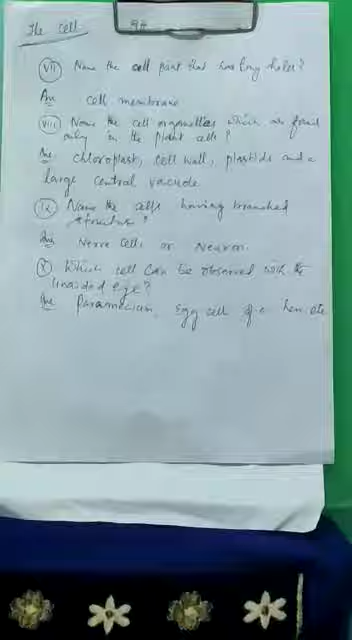 The Cell
vii Name the cell part that has tiny holes?
Ans cell membrane
viii Name the cell organelles which are found
only in the plant cells?
Ans chloroplast, cell wall, plastids and a
large central vacuole
ix Name the cells having branched
structure?
Ans Nerve cells or Neuron.
x Which cell can be observed with the
unaided eye?
Ans Paramecium, Egg cell of a hen etc